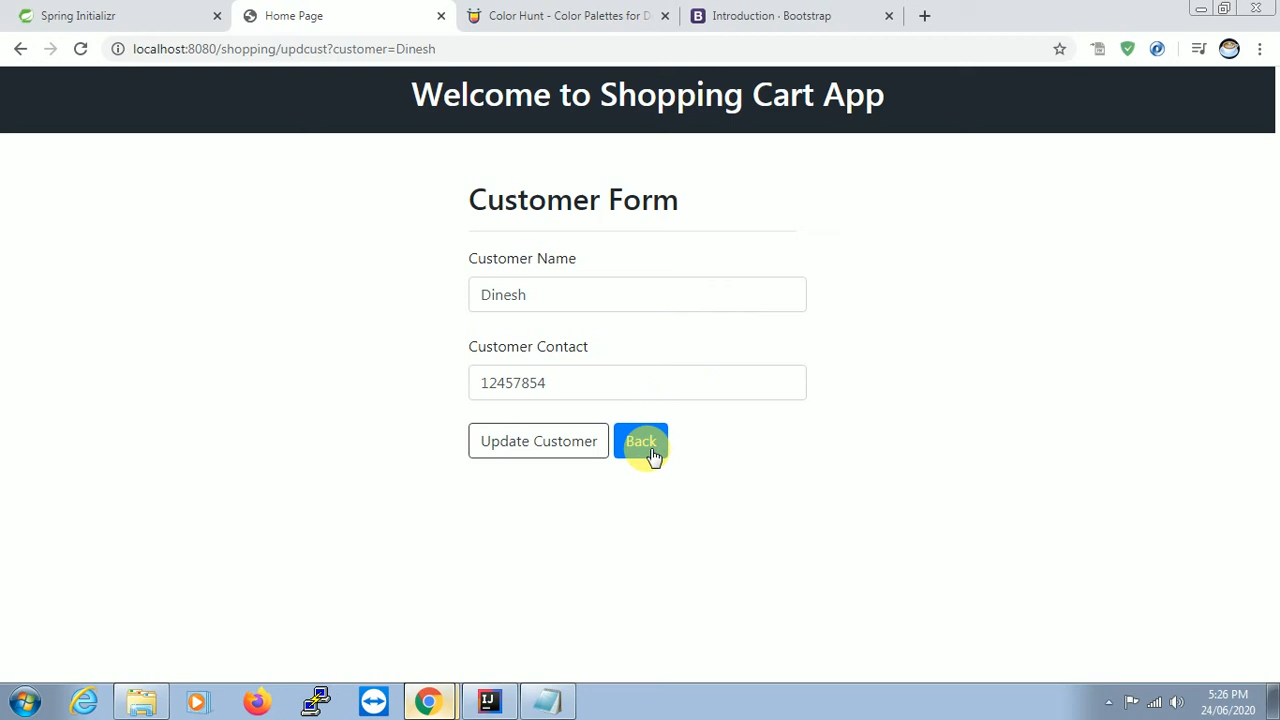 Spring Initializr
Home Page
Color Hunt - Color Palettes for D
Introduction · Bootstrap
localhost:8080/shopping/updcust?customer=Dinesh
Welcome to Shopping Cart App
Customer Form
Customer Name
Dinesh
Customer Contact
12457854
Update Customer Back
5:26 PM
24/06/2020